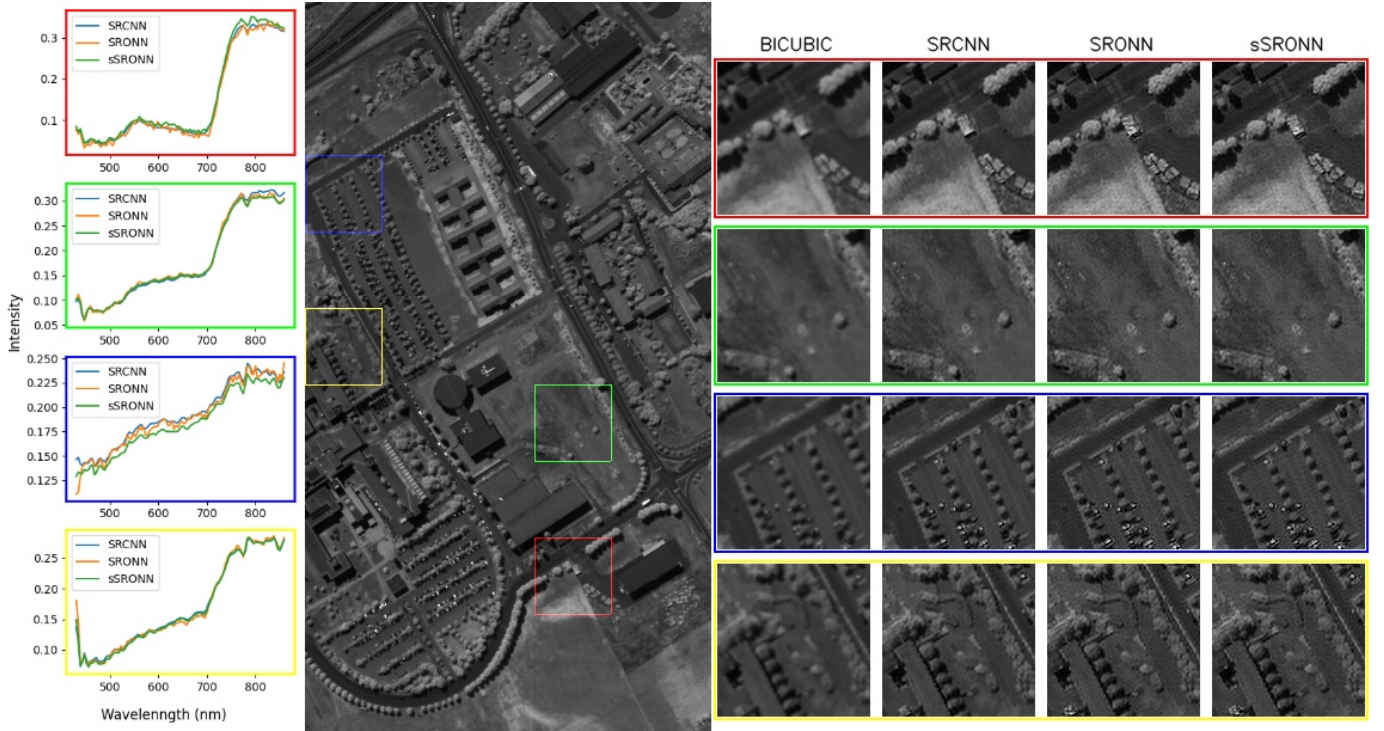 BICUBIC SRCNN SRONN sSRONN
Intensity
0.3
0.2
0.1
SRCNN
SRONN
sSRONN
500 600 700 800
0.30
0.25
0.20
0.15
0.10
0.05
SRCNN
SRONN
sSRONN
500 600 700 800
0.250
0.225
0.200
0.175
0.150
0.125
SRCNN
SRONN
sSRONN
500 600 700 800
0.25
0.20
0.15
0.10
SRCNN
SRONN
sSRONN
500 600 700 800
Wavelenngth (nm)